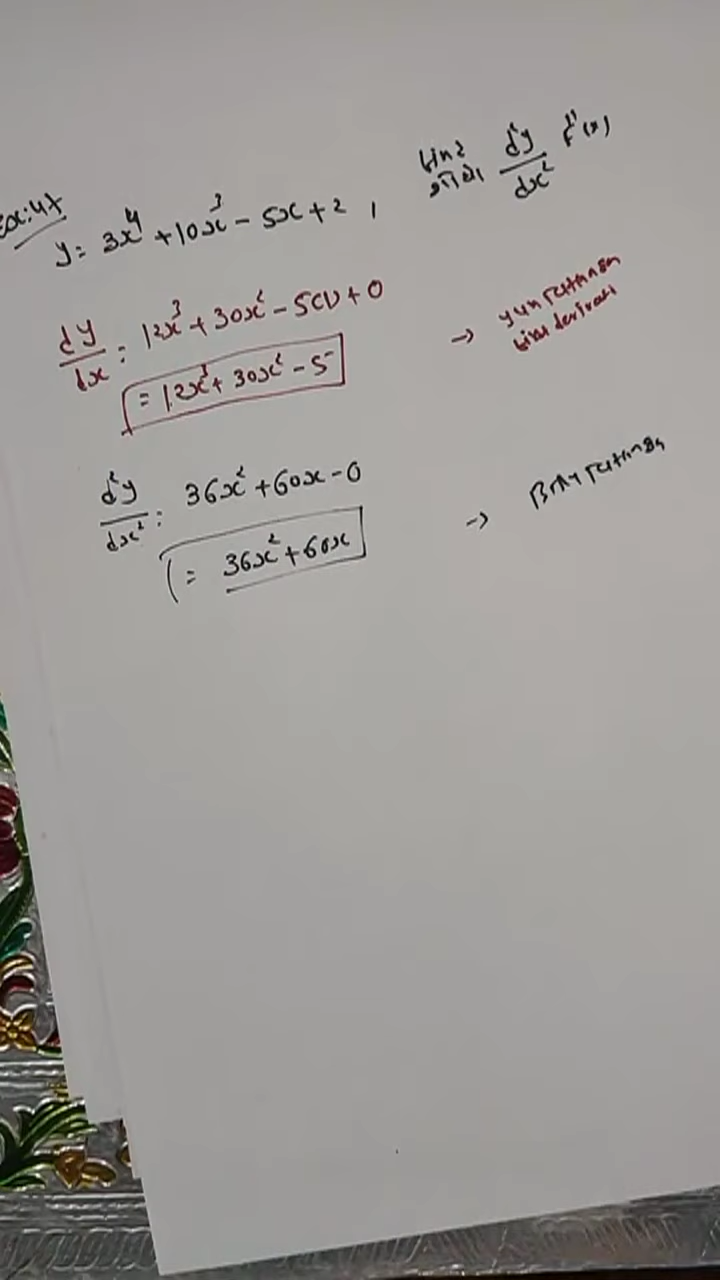 Ex:47
y = 3x⁴ + 10x³ - 5x + 2 , find શોધો d²y/dx² f''(x)
dy/dx = 12x³ + 30x² - 5(1) + 0
= 12x³ + 30x² - 5
d²y/dx² = 36x² + 60x - 0
= 36x² + 60x